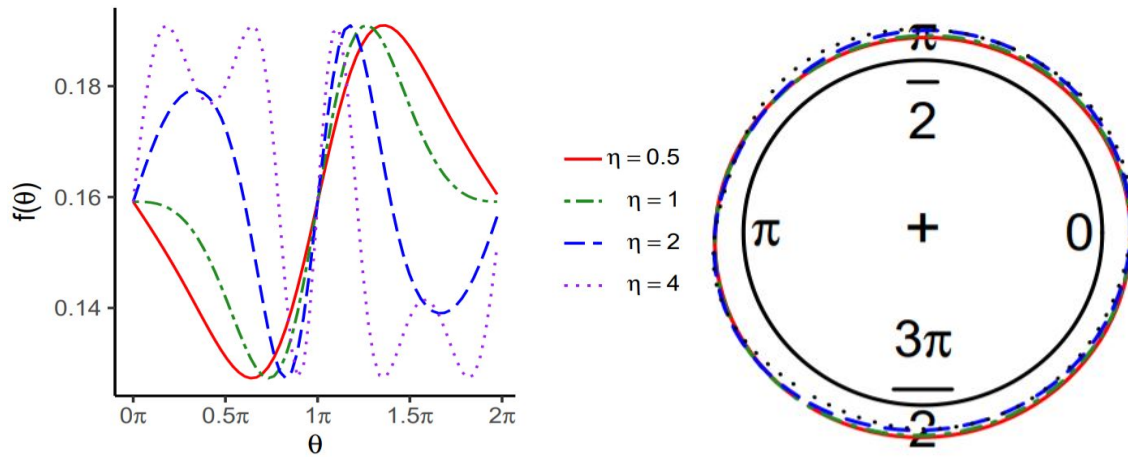 f(θ)
0.18
0.16
0.14
0π
0.5π
1π
1.5π
2π
θ
η = 0.5
η = 1
η = 2
η = 4
π
2
π
+
0
3π
2